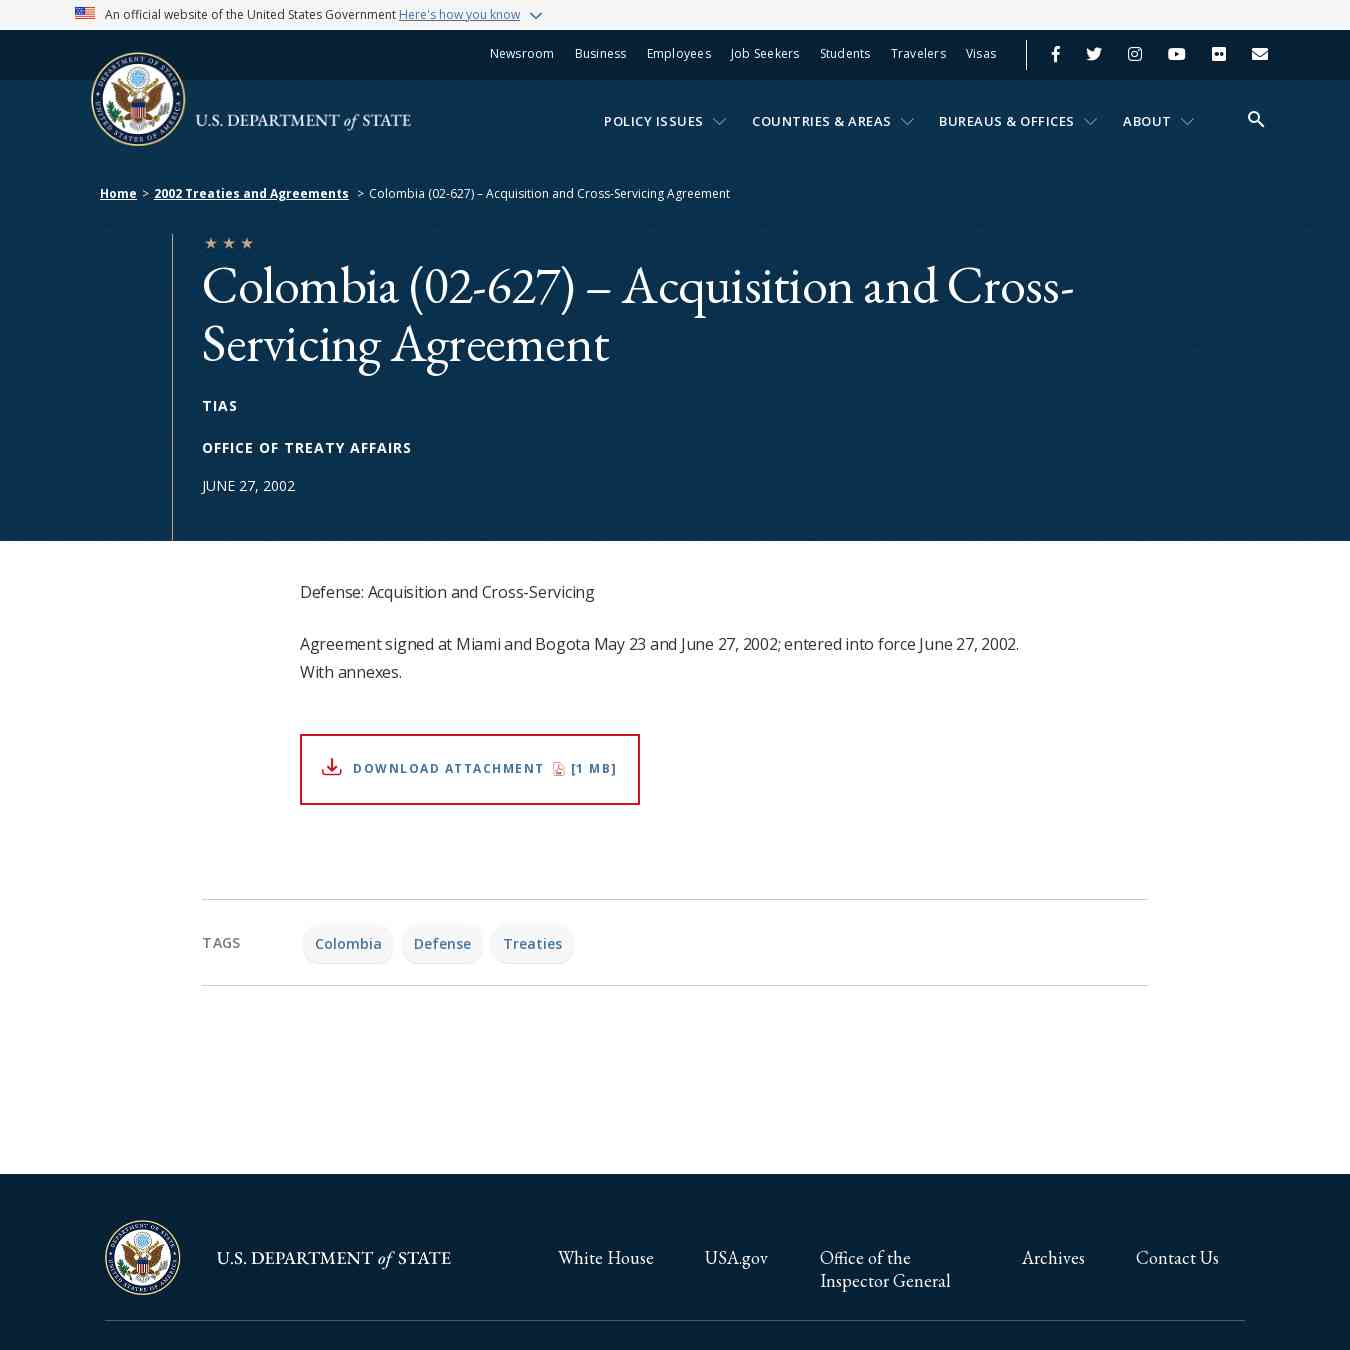 An official website of the United States Government Here's how you know
Newsroom Business Employees Job Seekers Students Travelers Visas
U.S. DEPARTMENT of STATE
POLICY ISSUES COUNTRIES & AREAS BUREAUS & OFFICES ABOUT
Home > 2002 Treaties and Agreements > Colombia (02-627) – Acquisition and Cross-Servicing Agreement
Colombia (02-627) – Acquisition and Cross-
Servicing Agreement
TIAS
OFFICE OF TREATY AFFAIRS
JUNE 27, 2002
Defense: Acquisition and Cross-Servicing
Agreement signed at Miami and Bogota May 23 and June 27, 2002; entered into force June 27, 2002.
With annexes.
DOWNLOAD ATTACHMENT [1 MB]
TAGS Colombia Defense Treaties
U.S. DEPARTMENT of STATE
White House USA.gov Office of the Archives Contact Us
Inspector General